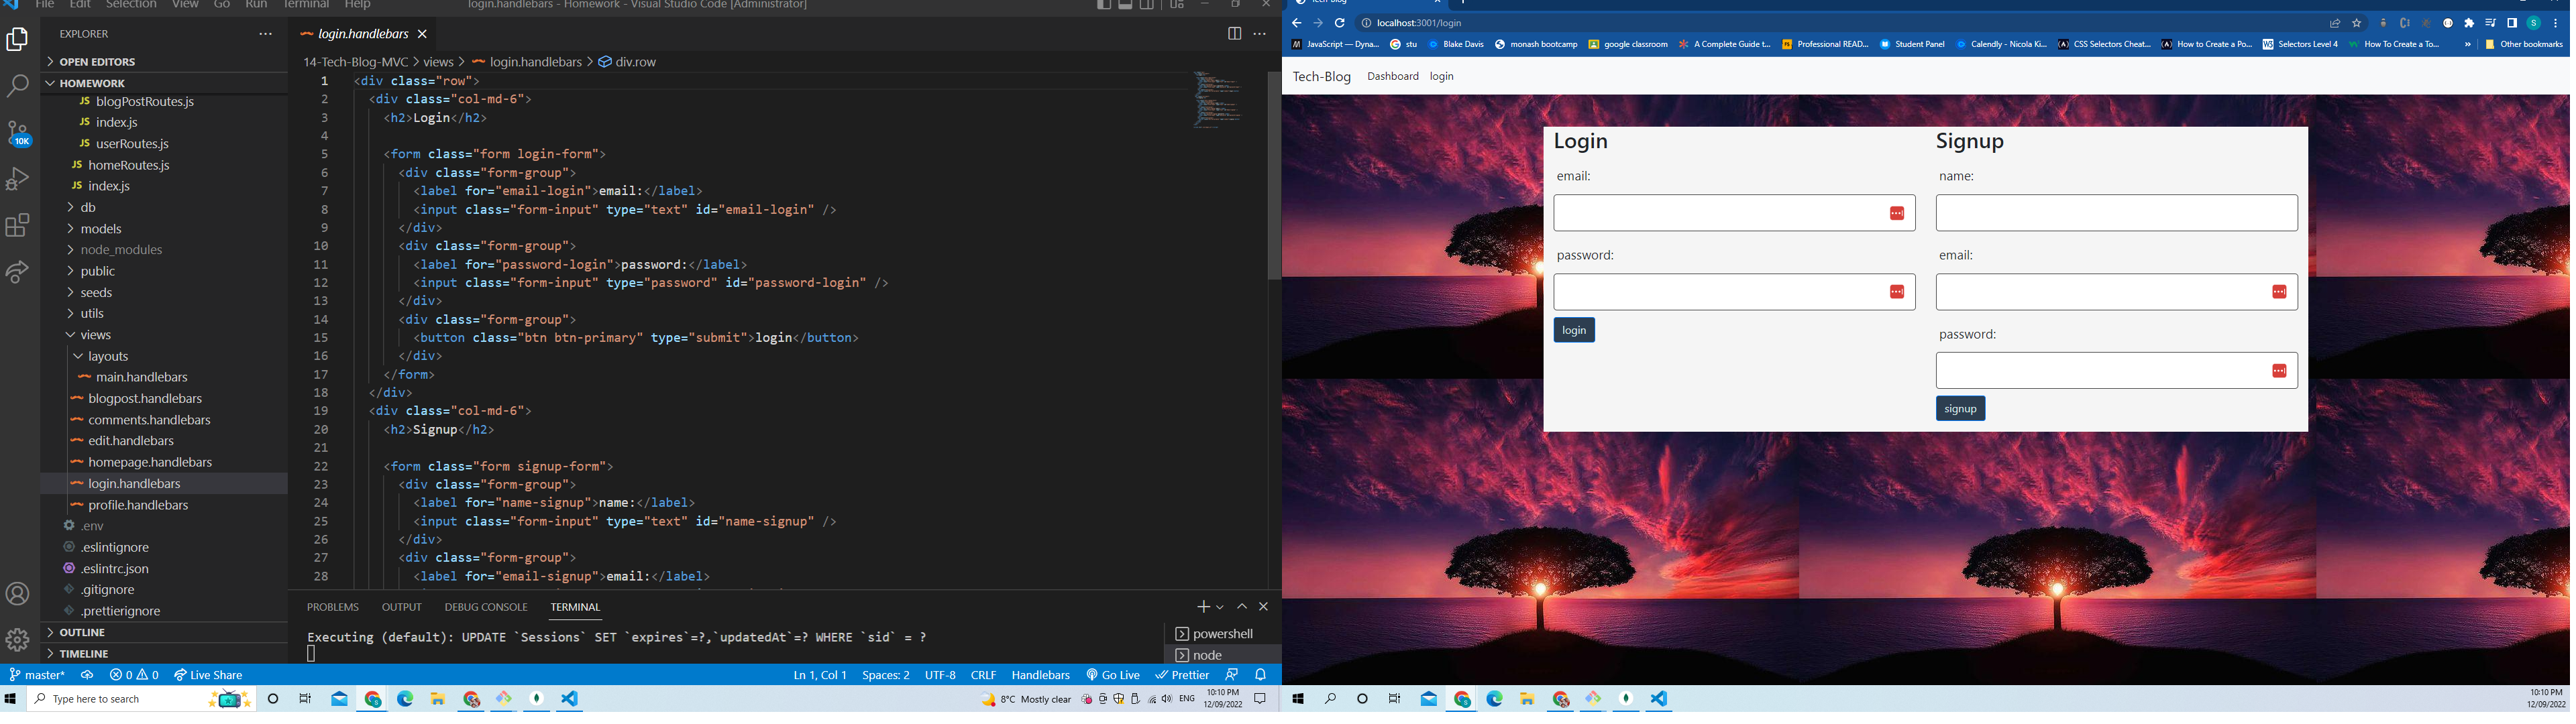 File Edit Selection View Go Run Terminal Help
login.handlebars - Homework - Visual Studio Code [Administrator]
EXPLORER
OPEN EDITORS
HOMEWORK
JS blogPostRoutes.js
JS index.js
JS userRoutes.js
JS homeRoutes.js
JS index.js
db
models
node_modules
public
seeds
utils
views
layouts
main.handlebars
blogpost.handlebars
comments.handlebars
edit.handlebars
homepage.handlebars
login.handlebars
profile.handlebars
.env
.eslintignore
.eslintrc.json
.gitignore
.prettierignore
OUTLINE
TIMELINE
10K
login.handlebars
14-Tech-Blog-MVC > views > login.handlebars > div.row
1 <div class="row">
2 <div class="col-md-6">
3 <h2>Login</h2>
4
5 <form class="form login-form">
6 <div class="form-group">
7 <label for="email-login">email:</label>
8 <input class="form-input" type="text" id="email-login" />
9 </div>
10 <div class="form-group">
11 <label for="password-login">password:</label>
12 <input class="form-input" type="password" id="password-login" />
13 </div>
14 <div class="form-group">
15 <button class="btn btn-primary" type="submit">login</button>
16 </div>
17 </form>
18 </div>
19 <div class="col-md-6">
20 <h2>Signup</h2>
21
22 <form class="form signup-form">
23 <div class="form-group">
24 <label for="name-signup">name:</label>
25 <input class="form-input" type="text" id="name-signup" />
26 </div>
27 <div class="form-group">
28 <label for="email-signup">email:</label>
PROBLEMS OUTPUT DEBUG CONSOLE TERMINAL
Executing (default): UPDATE `Sessions` SET `expires`=?,`updatedAt`=? WHERE `sid` = ?
powershell
node
master* 0 0 Live Share
Ln 1, Col 1 Spaces: 2 UTF-8 CRLF Handlebars Go Live Prettier
Type here to search
8°C Mostly clear ENG
10:10 PM
12/09/2022
localhost:3001/login
S
JavaScript — Dyna... stu Blake Davis monash bootcamp google classroom A Complete Guide t... Professional READ... Student Panel Calendly - Nicola Ki... CSS Selectors Cheat... How to Create a Po... Selectors Level 4 How To Create a To... » Other bookmarks
Tech-Blog Dashboard login
Login
email:
password:
login
Signup
name:
email:
password:
signup
10:10 PM
12/09/2022